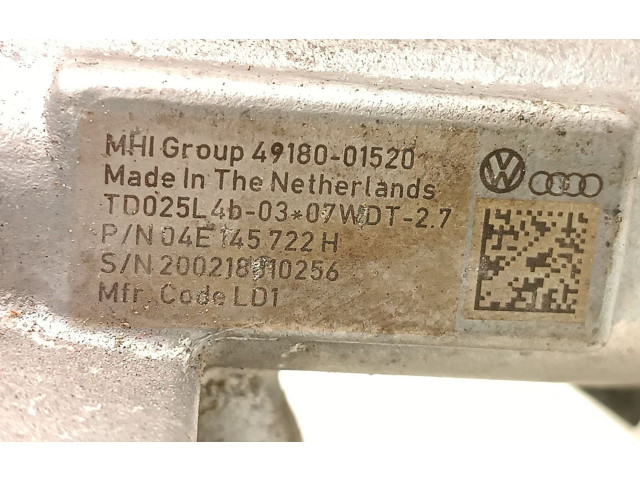 MHI Group 49180-01520
Made In The Netherlands
TD025L4b-03*07WDT-2.7
P/N 04E 145 722 H
S/N
Mfr. Code LD1